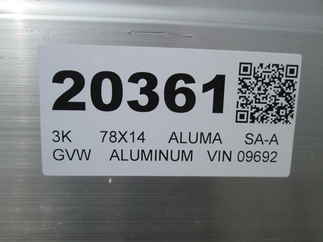 20361
3K 78X14 ALUMA SA-A
GVW ALUMINUM VIN 09692